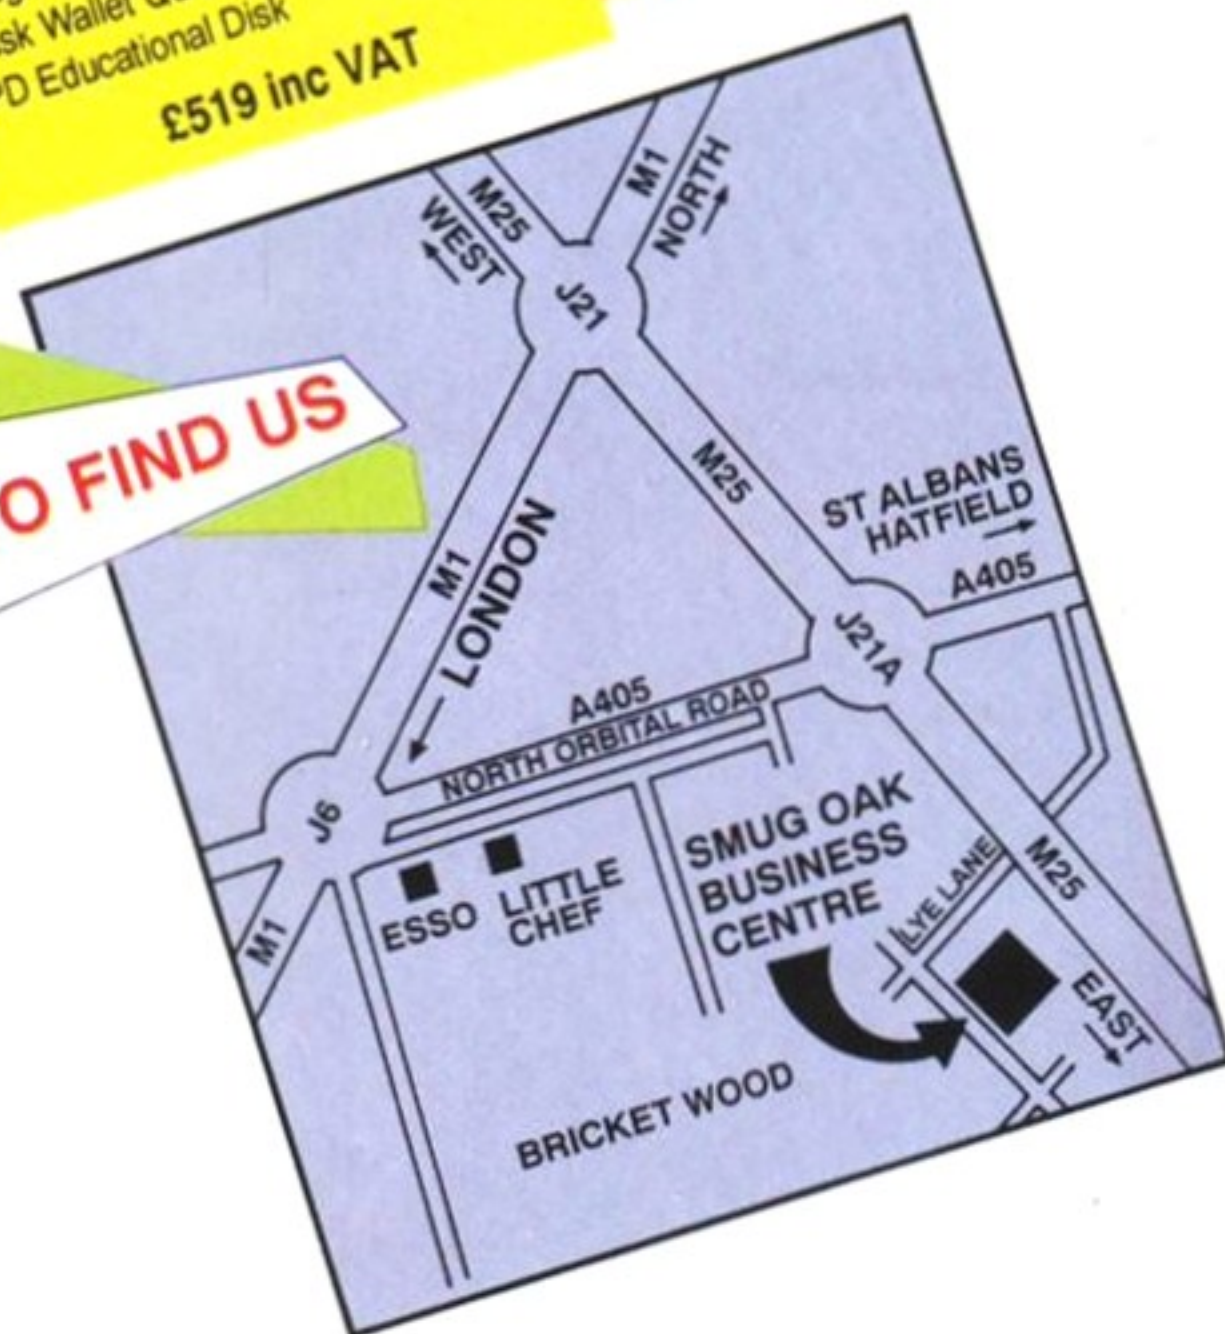 Disk
PD Educational Disk
£519 inc VAT
O FIND US
M25
WEST
M1
NORTH
J21
M25
ST ALBANS
HATFIELD
A405
M1
LONDON
J21A
A405
NORTH ORBITAL ROAD
J6
M1
ESSO
LITTLE
CHEF
SMUG OAK
BUSINESS
CENTRE
LYE LANE
M25
EAST
BRICKET WOOD